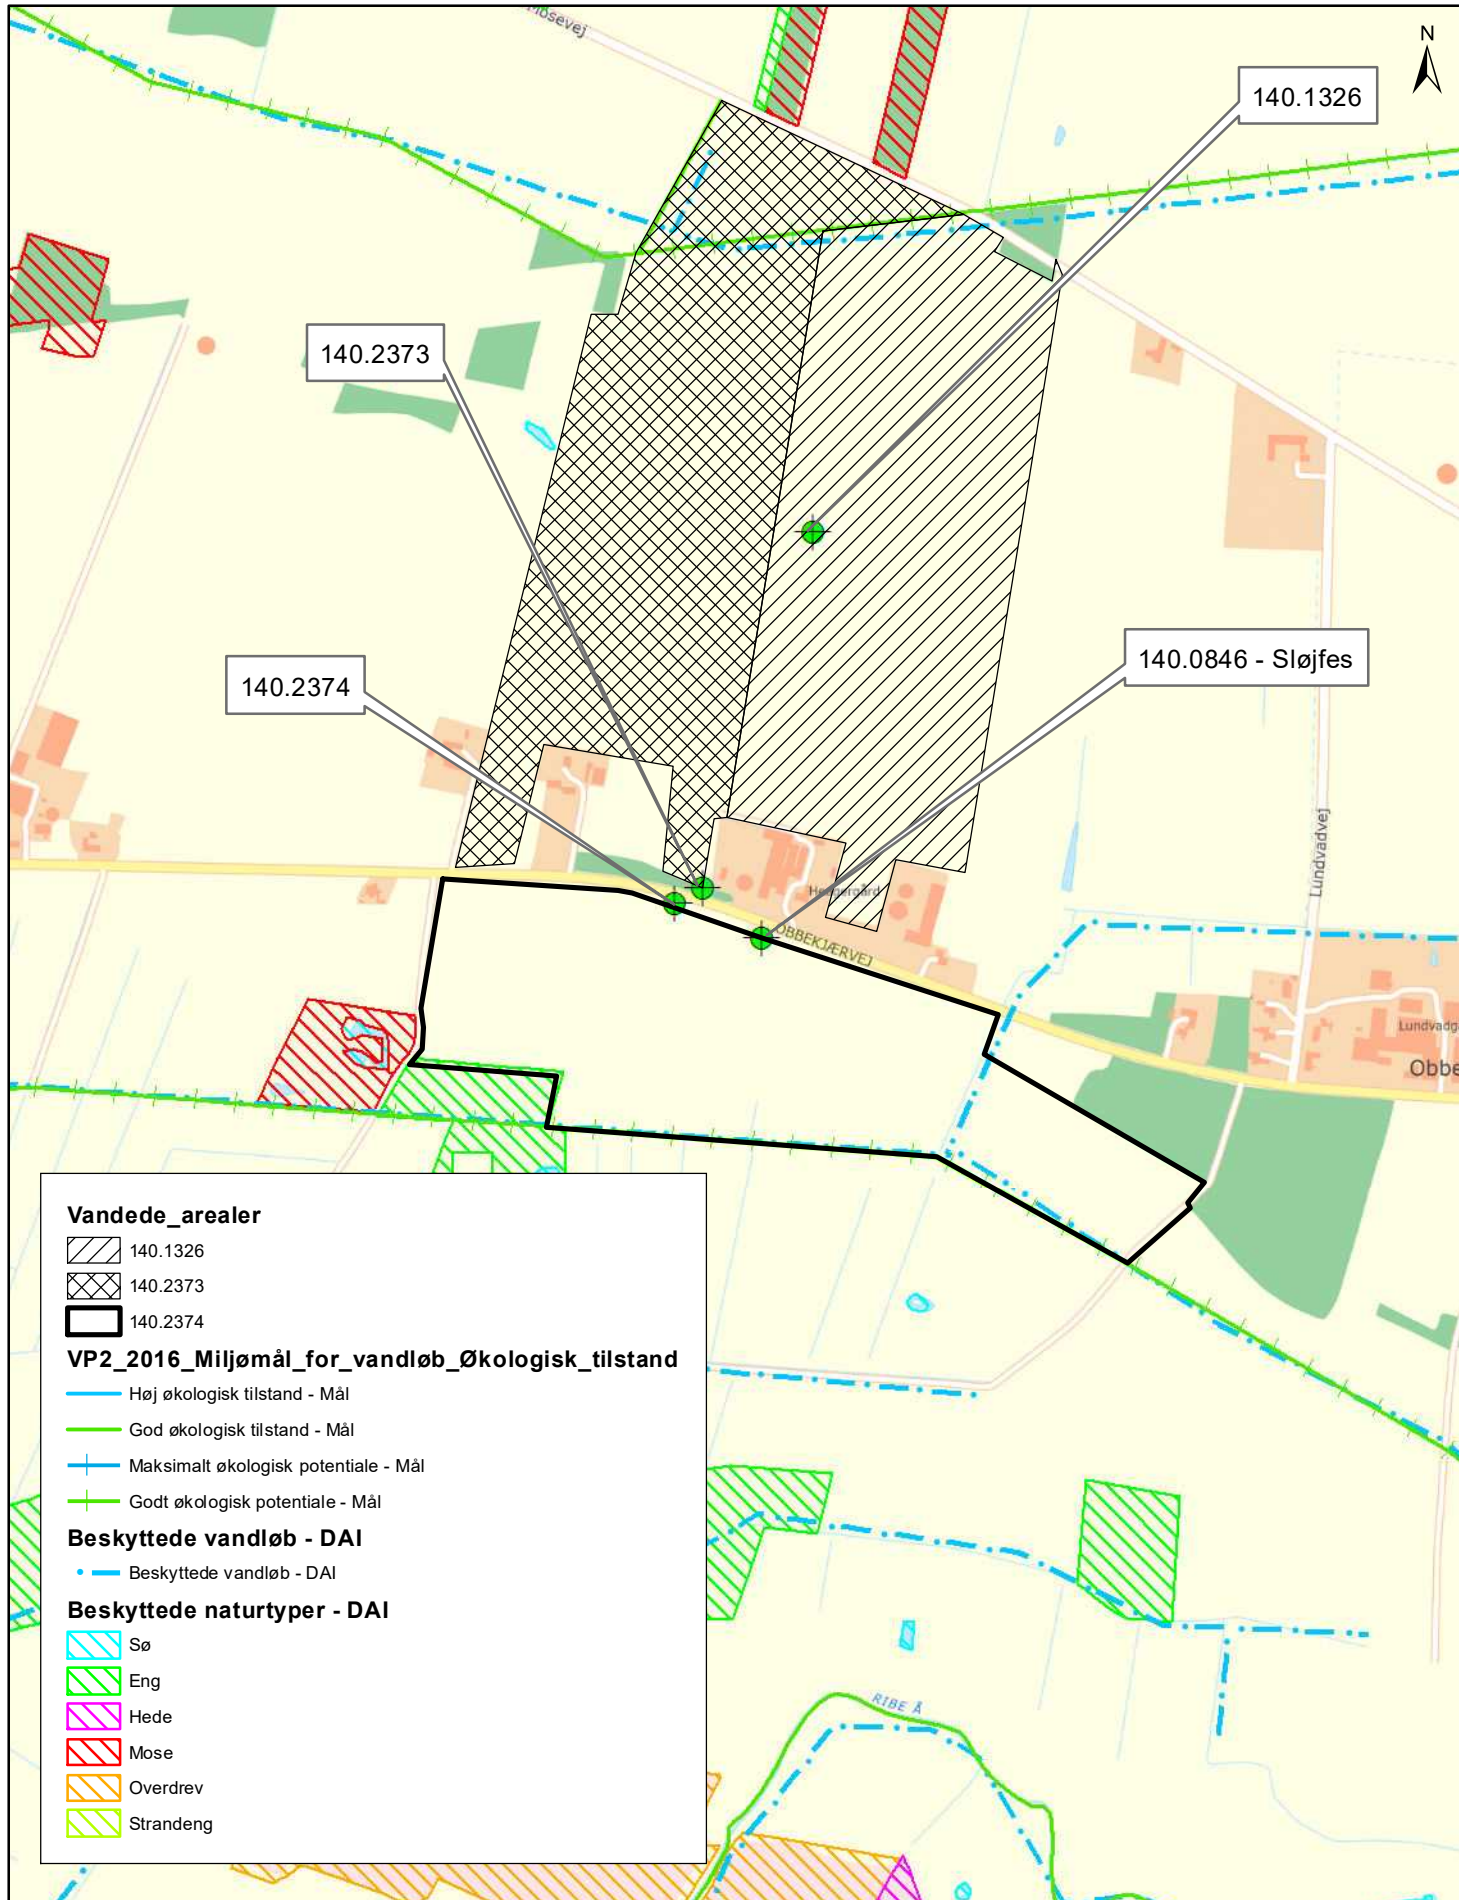 Mosevej
N
140.1326
140.2373
140.0846 - Sløjfes
140.2374
Lundvadvej
OBBEKJÆRVEJ
Lundvadg
Obbe
Vandede_arealer
140.1326
140.2373
140.2374
VP2_2016_Miljømål_for_vandløb_Økologisk_tilstand
Høj økologisk tilstand - Mål
God økologisk tilstand - Mål
Maksimalt økologisk potentiale - Mål
Godt økologisk potentiale - Mål
Beskyttede vandløb - DAI
Beskyttede vandløb - DAI
Beskyttede naturtyper - DAI
Sø
Eng
Hede
Mose
Overdrev
Strandeng
RIBE Å